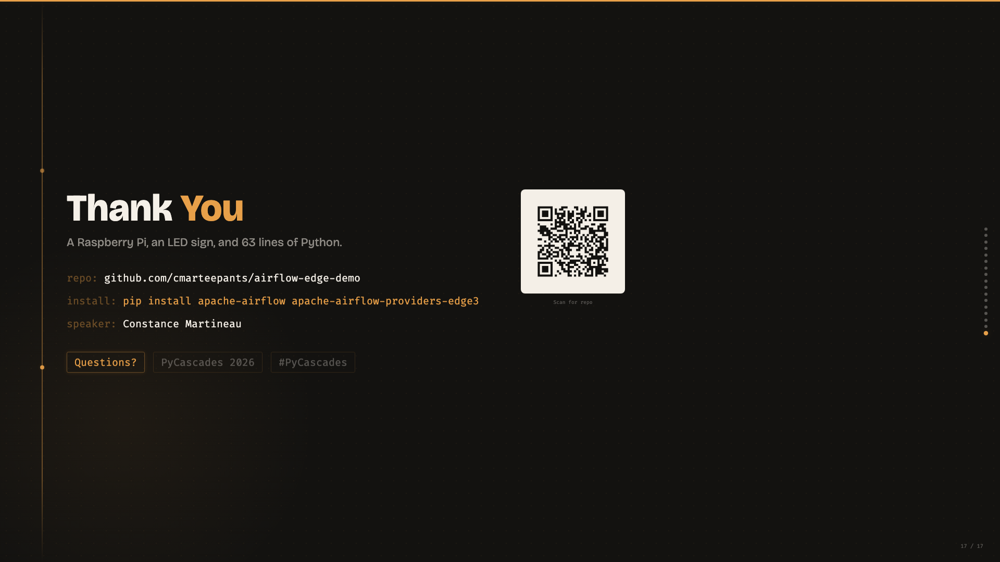 Thank You
A Raspberry Pi, an LED sign, and 63 lines of Python.
repo: github.com/cmarteepants/airflow-edge-demo
install: pip install apache-airflow apache-airflow-providers-edge3
speaker: Constance Martineau
Questions? PyCascades 2026 #PyCascades
Scan for repo
17 / 17